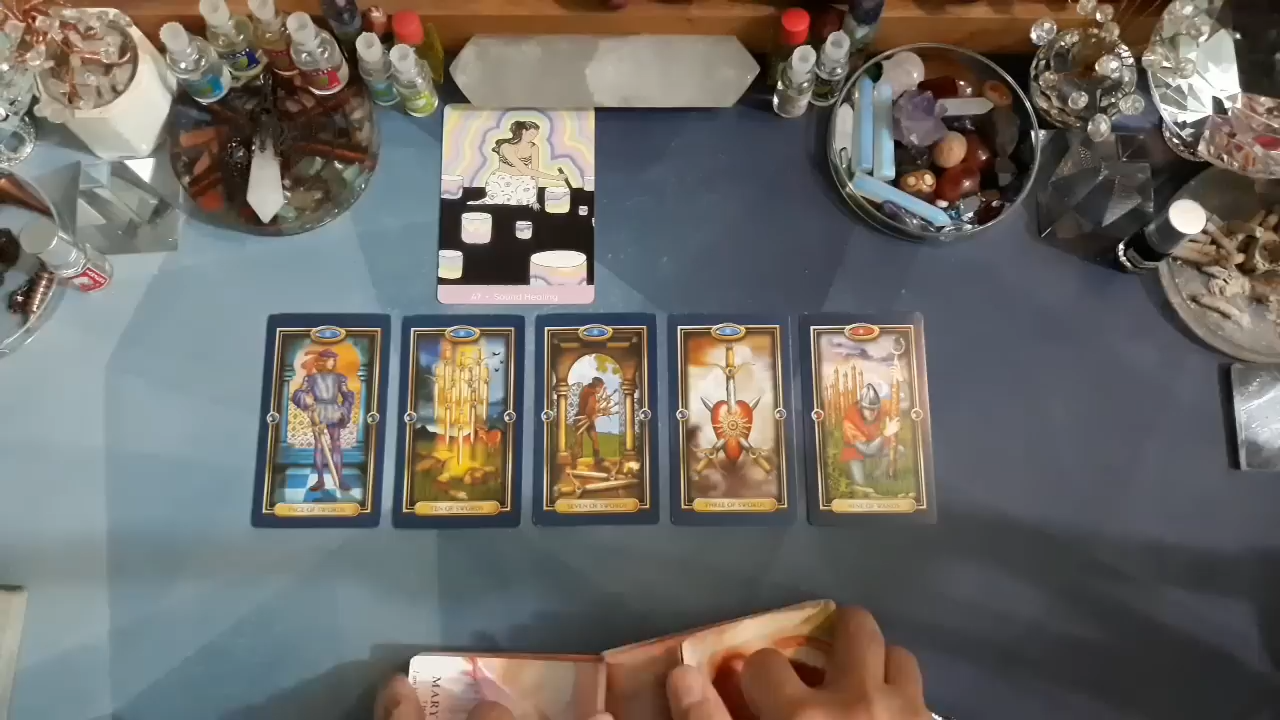 47 • Sound Healing
PAGE OF SWORDS
TEN OF SWORDS
SEVEN OF SWORDS
THREE OF SWORDS
NINE OF WANDS
MARY